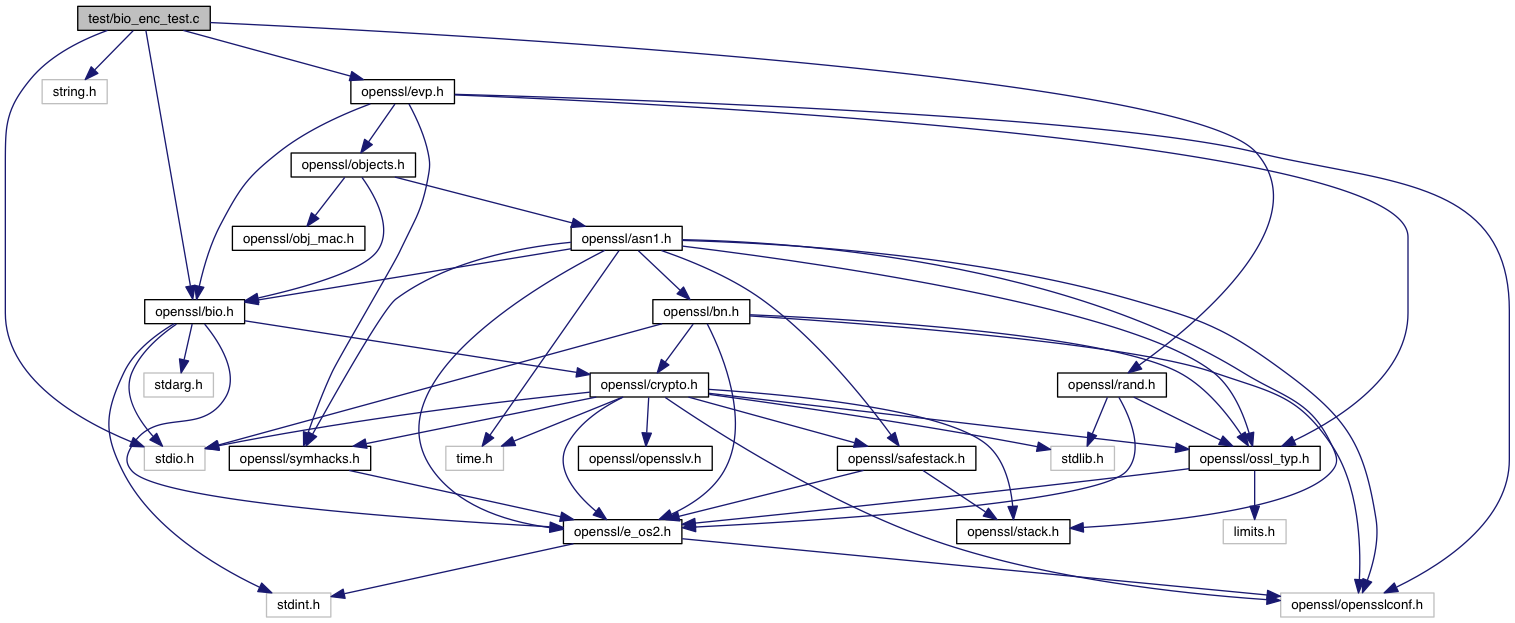 test/bio_enc_test.c
string.h
openssl/evp.h
openssl/objects.h
openssl/obj_mac.h
openssl/asn1.h
openssl/bio.h
openssl/bn.h
stdarg.h
openssl/crypto.h
openssl/rand.h
stdio.h
openssl/symhacks.h
time.h
openssl/opensslv.h
openssl/safestack.h
stdlib.h
openssl/ossl_typ.h
openssl/e_os2.h
openssl/stack.h
limits.h
stdint.h
openssl/opensslconf.h